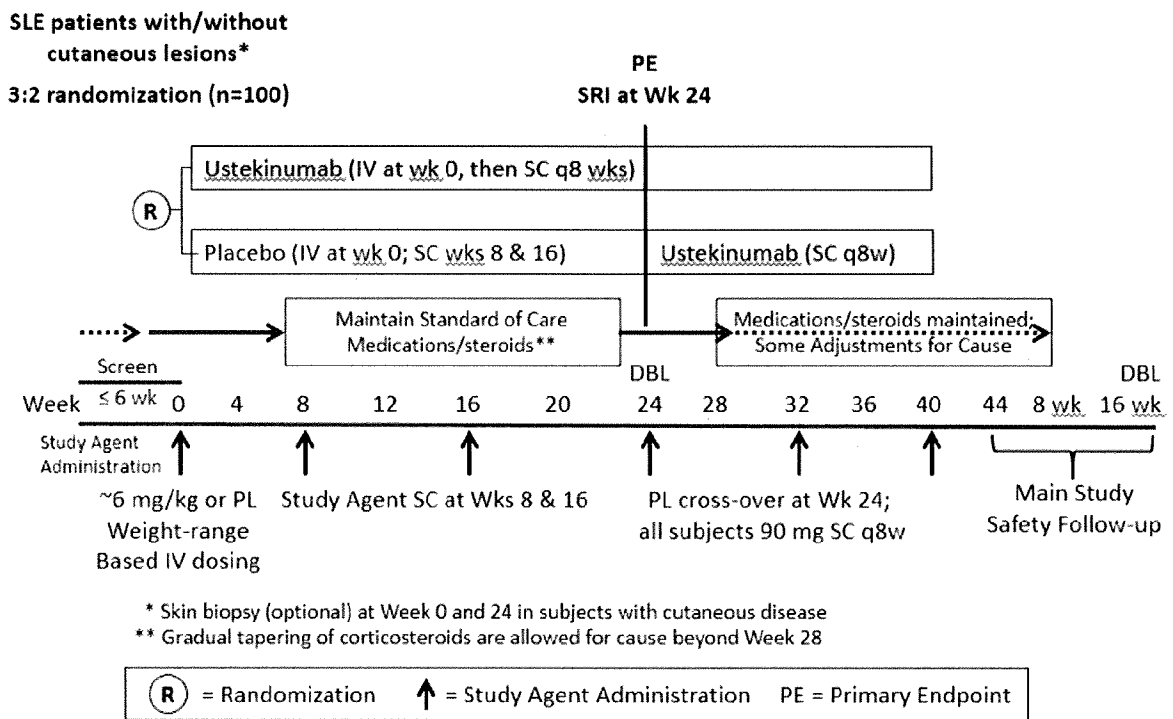 SLE patients with/without
cutaneous lesions*
3:2 randomization (n=100)
PE
SRI at Wk 24
Ustekinumab (IV at wk 0, then SC q8 wks)
R
Placebo (IV at wk 0; SC wks 8 & 16)
Ustekinumab (SC q8w)
Maintain Standard of Care
Medications/steroids**
Medications/steroids maintained;
Some Adjustments for Cause
Screen
≤ 6 wk
DBL
DBL
Week 0 4 8 12 16 20 24 28 32 36 40 44 8 wk 16 wk
Study Agent
Administration
~6 mg/kg or PL
Weight-range
Based IV dosing
Study Agent SC at Wks 8 & 16
PL cross-over at Wk 24;
all subjects 90 mg SC q8w
Main Study
Safety Follow-up
* Skin biopsy (optional) at Week 0 and 24 in subjects with cutaneous disease
** Gradual tapering of corticosteroids are allowed for cause beyond Week 28
R = Randomization = Study Agent Administration PE = Primary Endpoint